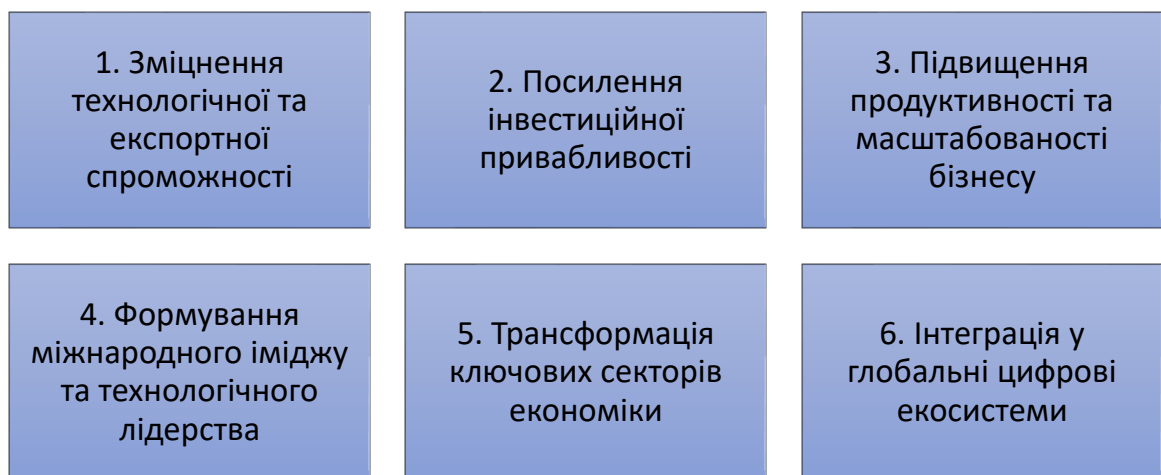 1. Зміцнення
технологічної та
експортної
спроможності
2. Посилення
інвестиційної
привабливості
3. Підвищення
продуктивності та
масштабованості
бізнесу
4. Формування
міжнародного іміджу
та технологічного
лідерства
5. Трансформація
ключових секторів
економіки
6. Інтеграція у
глобальні цифрові
екосистеми